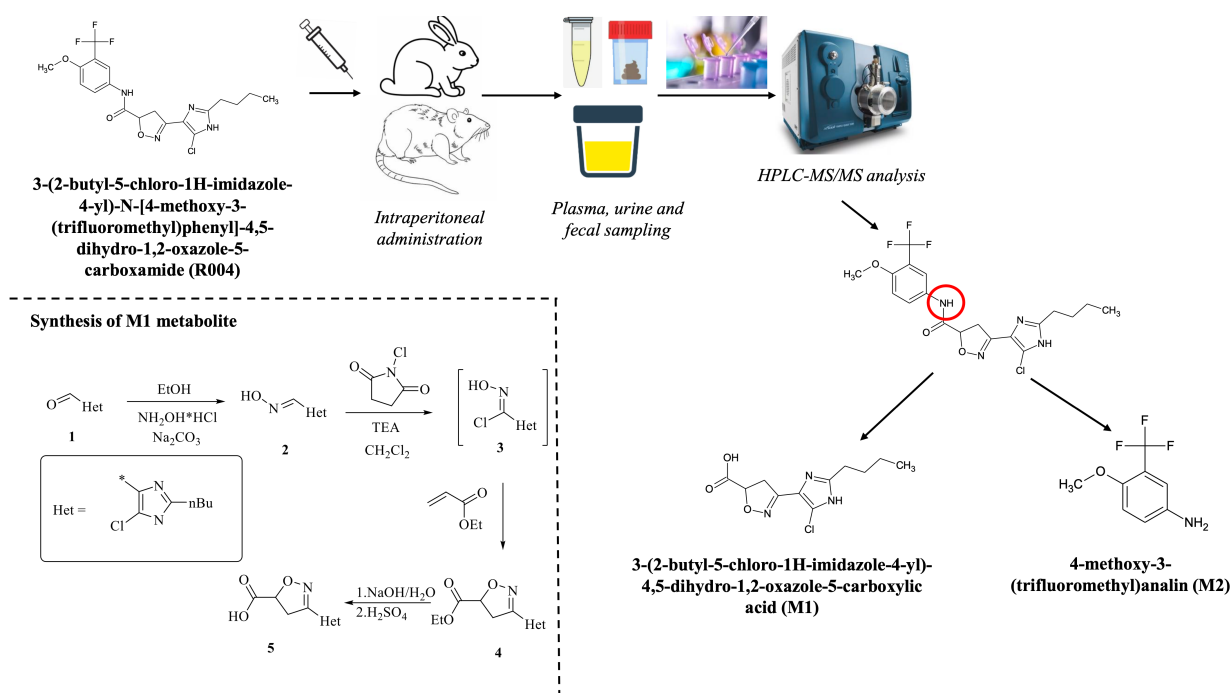 F
F
F
O
H₃C
NH
O
O
N
N
NH
Cl
CH₃
3-(2-butyl-5-chloro-1H-imidazole-
4-yl)-N-[4-methoxy-3-
(trifluoromethyl)phenyl]-4,5-
dihydro-1,2-oxazole-5-
carboxamide (R004)
Intraperitoneal
administration
Plasma, urine and
fecal sampling
HPLC-MS/MS analysis
F
F
F
O
H₃C
NH
O
O
N
N
NH
Cl
CH₃
OH
O
O
N
N
NH
Cl
CH₃
3-(2-butyl-5-chloro-1H-imidazole-4-yl)-
4,5-dihydro-1,2-oxazole-5-carboxylic
acid (M1)
F
F
F
O
H₃C
NH₂
4-methoxy-3-
(trifluoromethyl)analin (M2)
Synthesis of M1 metabolite
O
Het
1
EtOH
NH₂OH*HCl
Na₂CO₃
HO
N
Het
2
Cl
O
N
O
TEA
CH₂Cl₂
HO
N
Cl
Het
3
Het =
*
N
nBu
Cl
N
O
OEt
O
HO
O
N
Het
5
1.NaOH/H₂O
2.H₂SO₄
O
EtO
O
N
Het
4